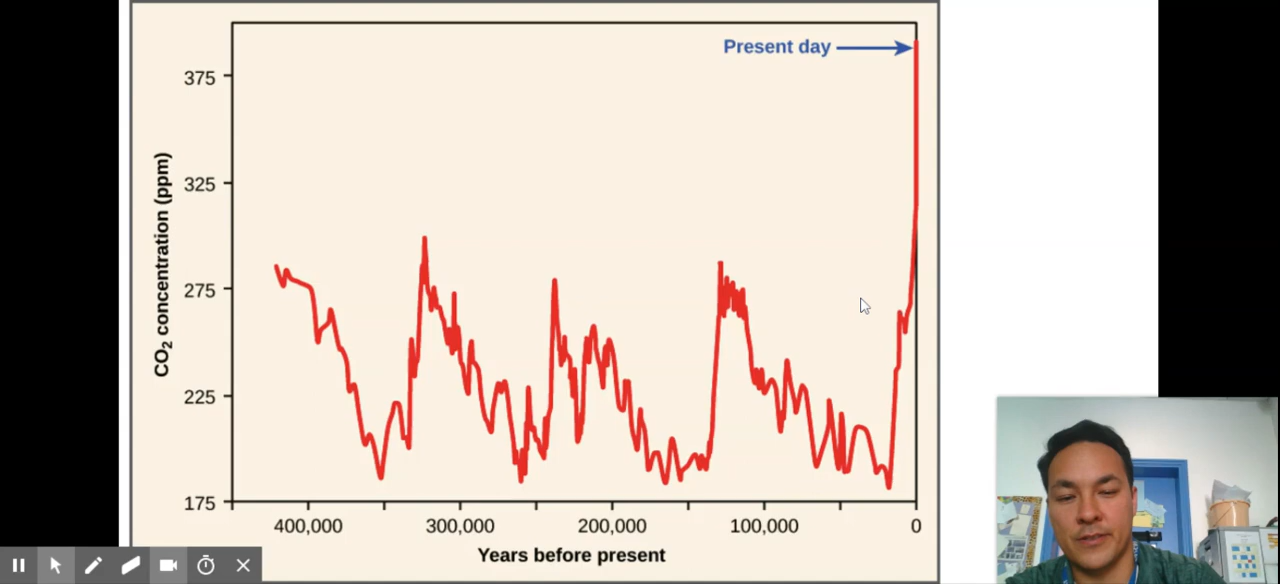 Present day
375
325
275
225
175
CO₂ concentration (ppm)
400,000 300,000 200,000 100,000 0
Years before present